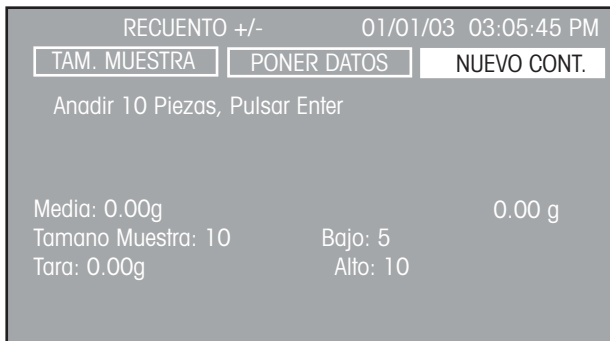 RECUENTO +/- 01/01/03 03:05:45 PM
TAM. MUESTRA PONER DATOS NUEVO CONT.
Anadir 10 Piezas, Pulsar Enter
Media: 0.00g 0.00 g
Tamano Muestra: 10 Bajo: 5
Tara: 0.00g Alto: 10